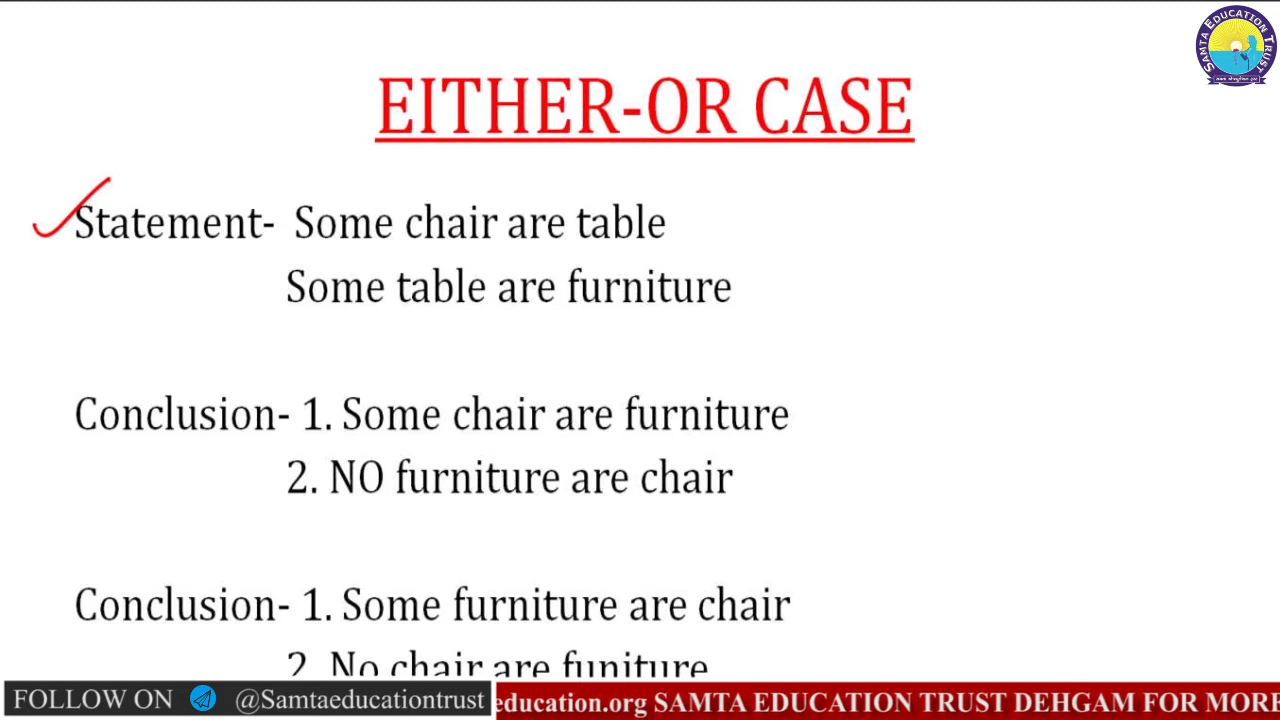 SAMTA EDUCATION TRUST
EITHER-OR CASE
Statement- Some chair are table
Some table are furniture
Conclusion- 1. Some chair are furniture
2. NO furniture are chair
Conclusion- 1. Some furniture are chair
2. No chair are funiture
FOLLOW ON @Samtaeducationtrust
education.org SAMTA EDUCATION TRUST DEHGAM FOR MORE